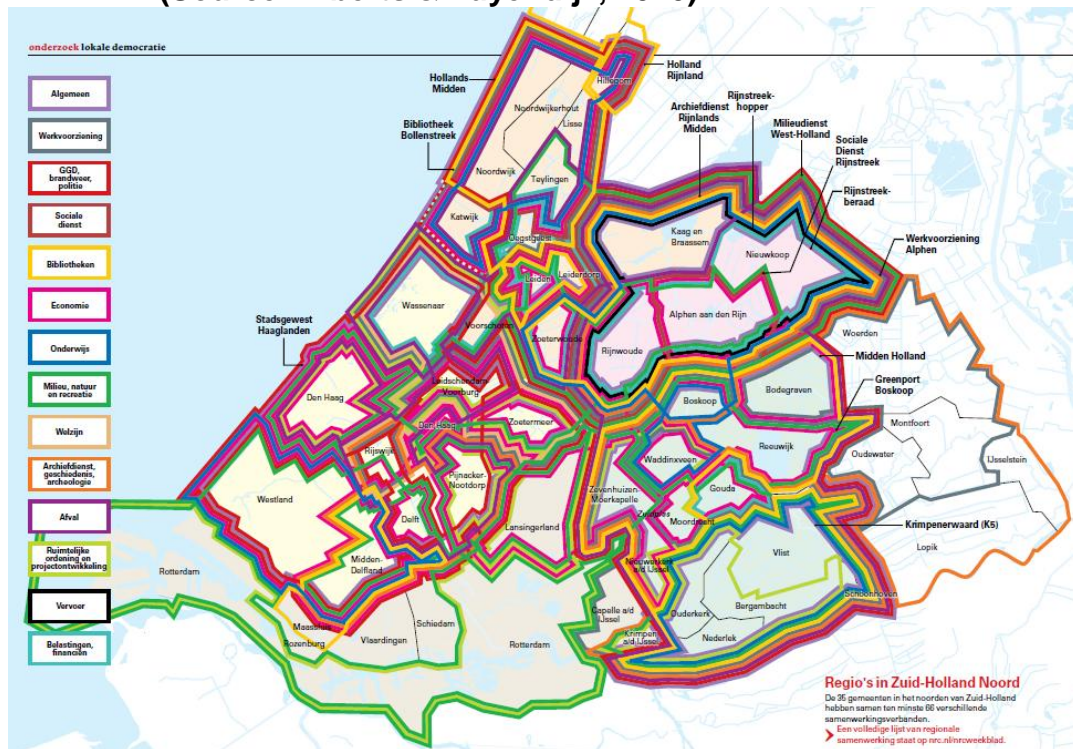 (Source
onderzoek lokale democratie
Algemeen
Werkvoorziening
GGD,
brandweer,
politie
Sociale
dienst
Bibliotheken
Economie
Onderwijs
Milieu, natuur
en recreatie
Welzijn
Archiefdienst,
geschiedenis,
archeologie
Afval
Ruimtelijke
ordening en
projectontwikkeling
Vervoer
Belastingen,
financiën
Hollands
Midden
Bibliotheek
Bollenstreek
Stadsgewest
Haaglanden
Holland
Rijnland
Archiefdienst
Rijnlands
Midden
Rijnstreek-
hopper
Milieudienst
West-Holland
Sociale
Dienst
Rijnstreek
Rijnstreek-
beraad
Werkvoorziening
Alphen
Midden Holland
Greenport
Boskoop
Krimpenerwaard (K5)
Hillegom
Noordwijkerhout
Lisse
Noordwijk
Teylingen
Katwijk
Oegstgeest
Leiden
Leiderdorp
Kaag en
Braassem
Nieuwkoop
Wassenaar
Voorschoten
Zoeterwoude
Alphen aan den Rijn
Rijnwoude
Woerden
Den Haag
Leidschendam
Voorburg
Den Haag
Zoetermeer
Boskoop
Bodegraven
Reeuwijk
Montfoort
Oudewater
IJsselstein
Rijswijk
Pijnacker-
Nootdorp
Waddinxveen
Zevenhuizen-
Moerkapelle
Gouda
Zuidplas
Moordrecht
Westland
Delft
Lansingerland
Midden-
Delfland
Nieuwerkerk
a/d IJssel
Vlist
Lopik
Rotterdam
Maassluis
Rozenburg
Vlaardingen
Schiedam
Rotterdam
Capelle a/d
IJssel
Krimpen
a/d IJssel
Ouderkerk
Bergambacht
Nederlek
Schoonhoven
Regio's in Zuid-Holland Noord
De 35 gemeenten in het noorden van Zuid-Holland
hebben samen ten minste 66 verschillende
samenwerkingsverbanden.
Een volledige lijst van regionale
samenwerking staat op nrc.nl/nrcweekblad.